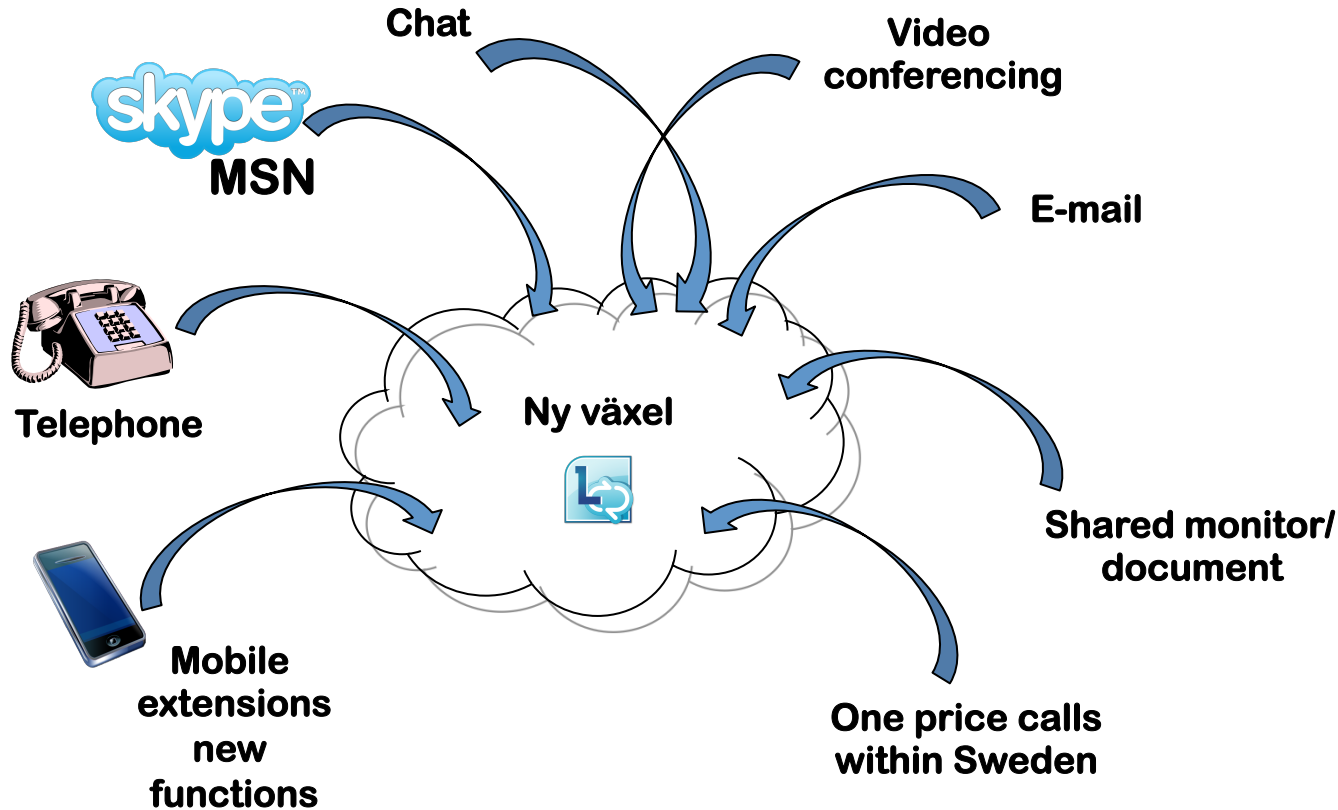 Chat
Video
conferencing
skype™
MSN
E-mail
Telephone
Ny växel
L
Shared monitor/
document
Mobile
extensions
new
functions
One price calls
within Sweden